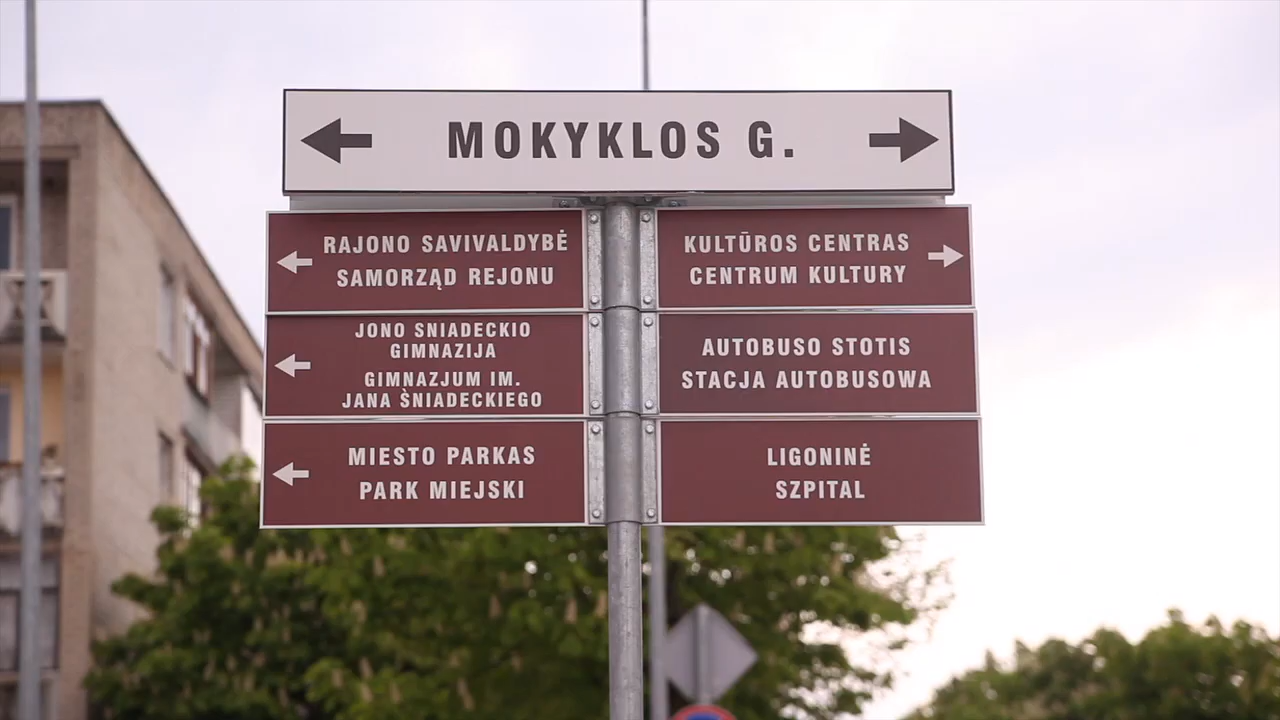 MOKYKLOS G.
RAJONO SAVIVALDYBĖ
SAMORZĄD REJONU
JONO SNIADECKIO
GIMNAZIJA
GIMNAZJUM IM.
JANA ŚNIADECKIEGO
MIESTO PARKAS
PARK MIEJSKI
KULTŪROS CENTRAS
CENTRUM KULTURY
AUTOBUSO STOTIS
STACJA AUTOBUSOWA
LIGONINĖ
SZPITAL